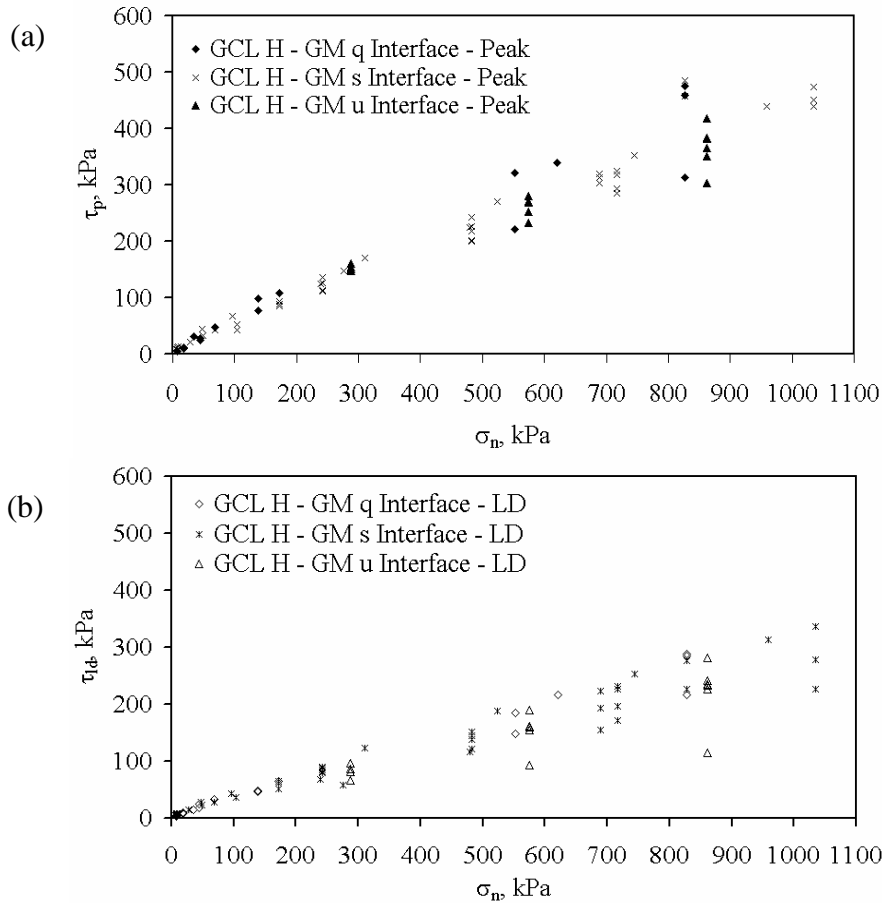 (a)
600
500
400
300
200
100
0
τp, kPa
GCL H - GM q Interface - Peak
GCL H - GM s Interface - Peak
GCL H - GM u Interface - Peak
0 100 200 300 400 500 600 700 800 900 1000 1100
σn, kPa
(b)
600
500
400
300
200
100
0
τld, kPa
GCL H - GM q Interface - LD
GCL H - GM s Interface - LD
GCL H - GM u Interface - LD
0 100 200 300 400 500 600 700 800 900 1000 1100
σn, kPa